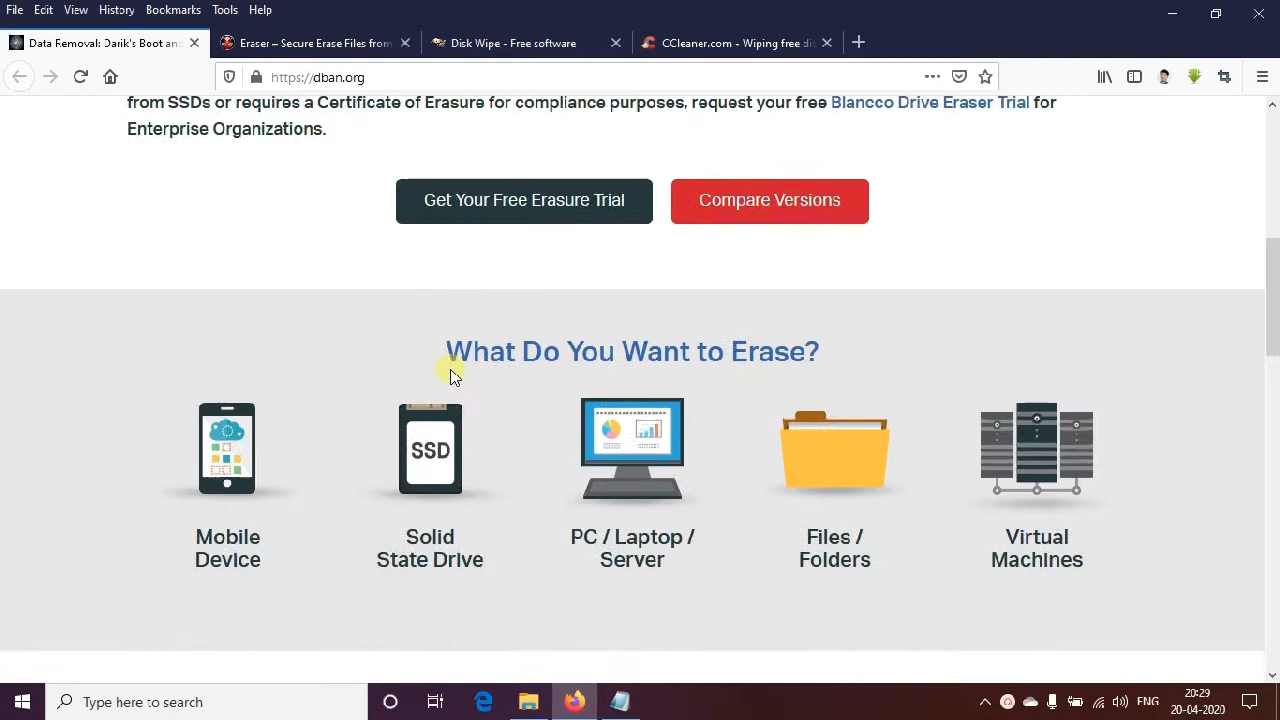 File Edit View History Bookmarks Tools Help
Data Removal: Darik's Boot and
Eraser – Secure Erase Files from
Disk Wipe - Free software
CCleaner.com - Wiping free dis
https://dban.org
from SSDs or requires a Certificate of Erasure for compliance purposes, request your free Blancco Drive Eraser Trial for
Enterprise Organizations.
Get Your Free Erasure Trial
Compare Versions
What Do You Want to Erase?
SSD
Mobile
Device
Solid
State Drive
PC / Laptop /
Server
Files /
Folders
Virtual
Machines
Type here to search
ENG
20:29
20-04-2020